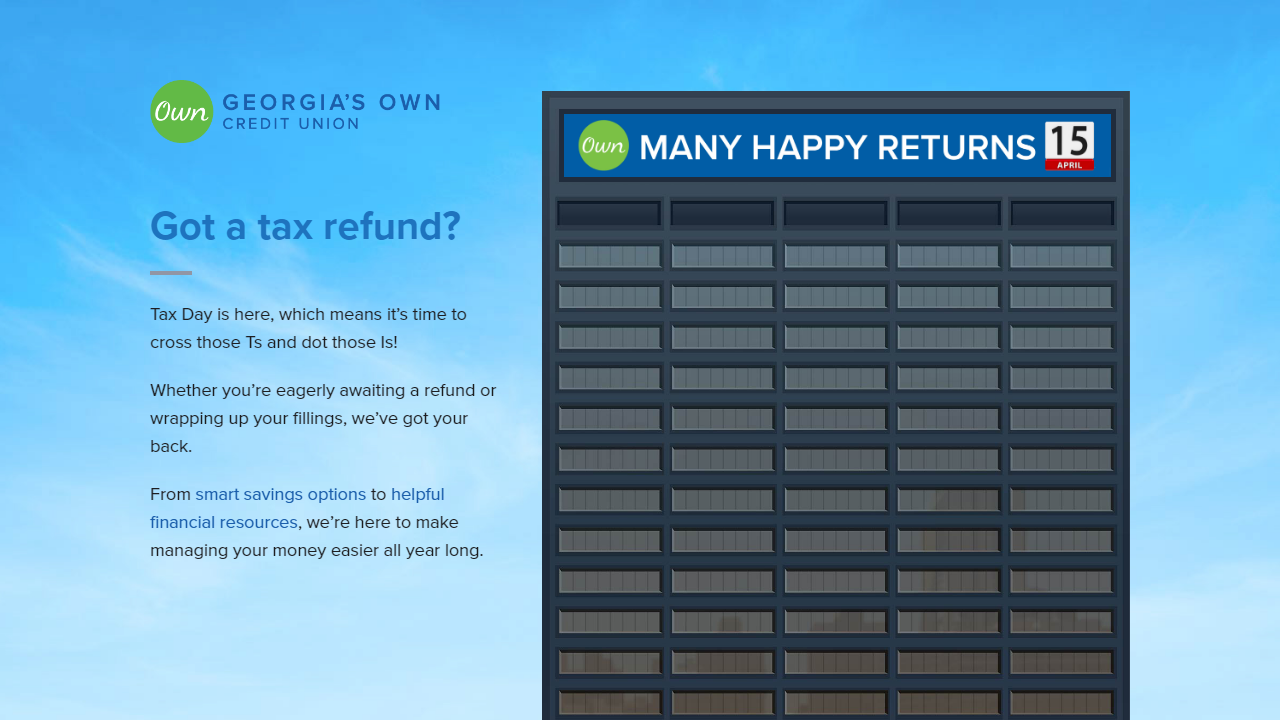 Own GEORGIA'S OWN
CREDIT UNION
Got a tax refund?
Tax Day is here, which means it's time to
cross those Ts and dot those Is!
Whether you're eagerly awaiting a refund or
wrapping up your fillings, we've got your
back.
From smart savings options to helpful
financial resources, we're here to make
managing your money easier all year long.
Own MANY HAPPY RETURNS 15
APRIL